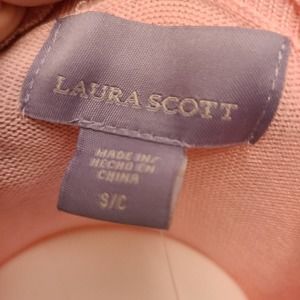 LAURA SCOTT
MADE IN/
HECHO EN
CHINA
S/C